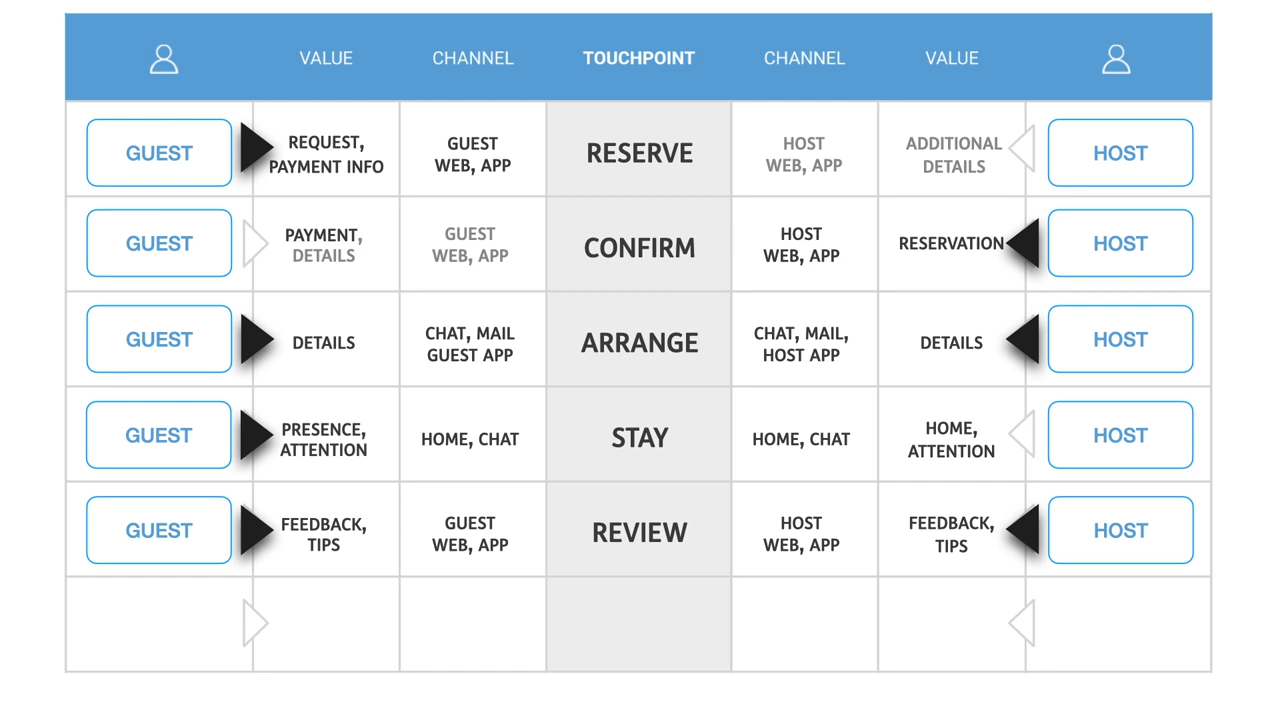 VALUE CHANNEL TOUCHPOINT CHANNEL VALUE
GUEST
REQUEST,
PAYMENT INFO
GUEST
WEB, APP
RESERVE
HOST
WEB, APP
ADDITIONAL
DETAILS
HOST
GUEST
PAYMENT,
DETAILS
GUEST
WEB, APP
CONFIRM
HOST
WEB, APP
RESERVATION
HOST
GUEST
DETAILS
CHAT, MAIL
GUEST APP
ARRANGE
CHAT, MAIL,
HOST APP
DETAILS
HOST
GUEST
PRESENCE,
ATTENTION
HOME, CHAT
STAY
HOME, CHAT
HOME,
ATTENTION
HOST
GUEST
FEEDBACK,
TIPS
GUEST
WEB, APP
REVIEW
HOST
WEB, APP
FEEDBACK,
TIPS
HOST